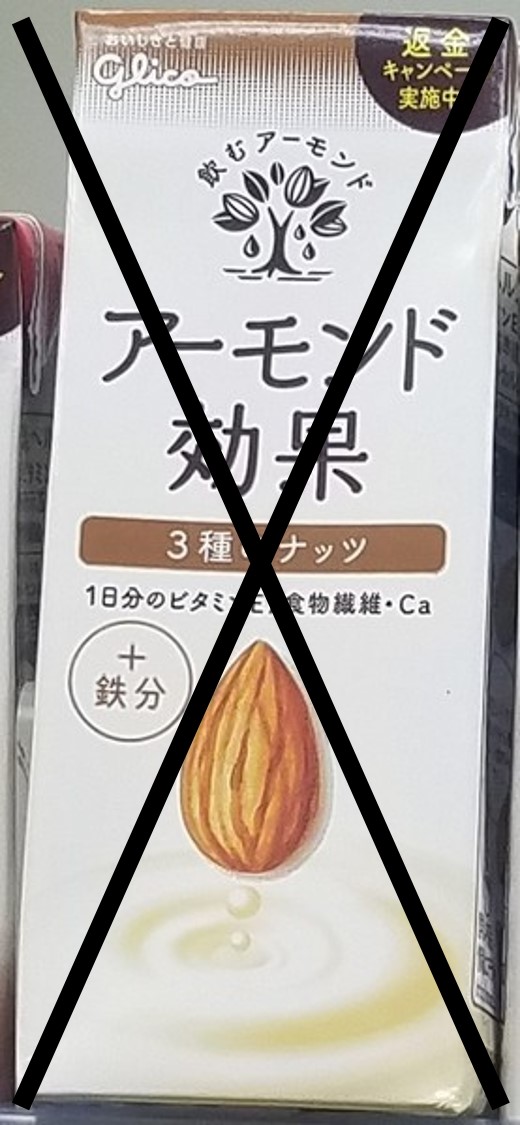 おいしさと健康
Glico
返金
キャンペー
実施中
飲むアーモンド
アーモンド
効果
3種のナッツ
1日分のビタミンE 食物繊維・Ca
+
鉄分